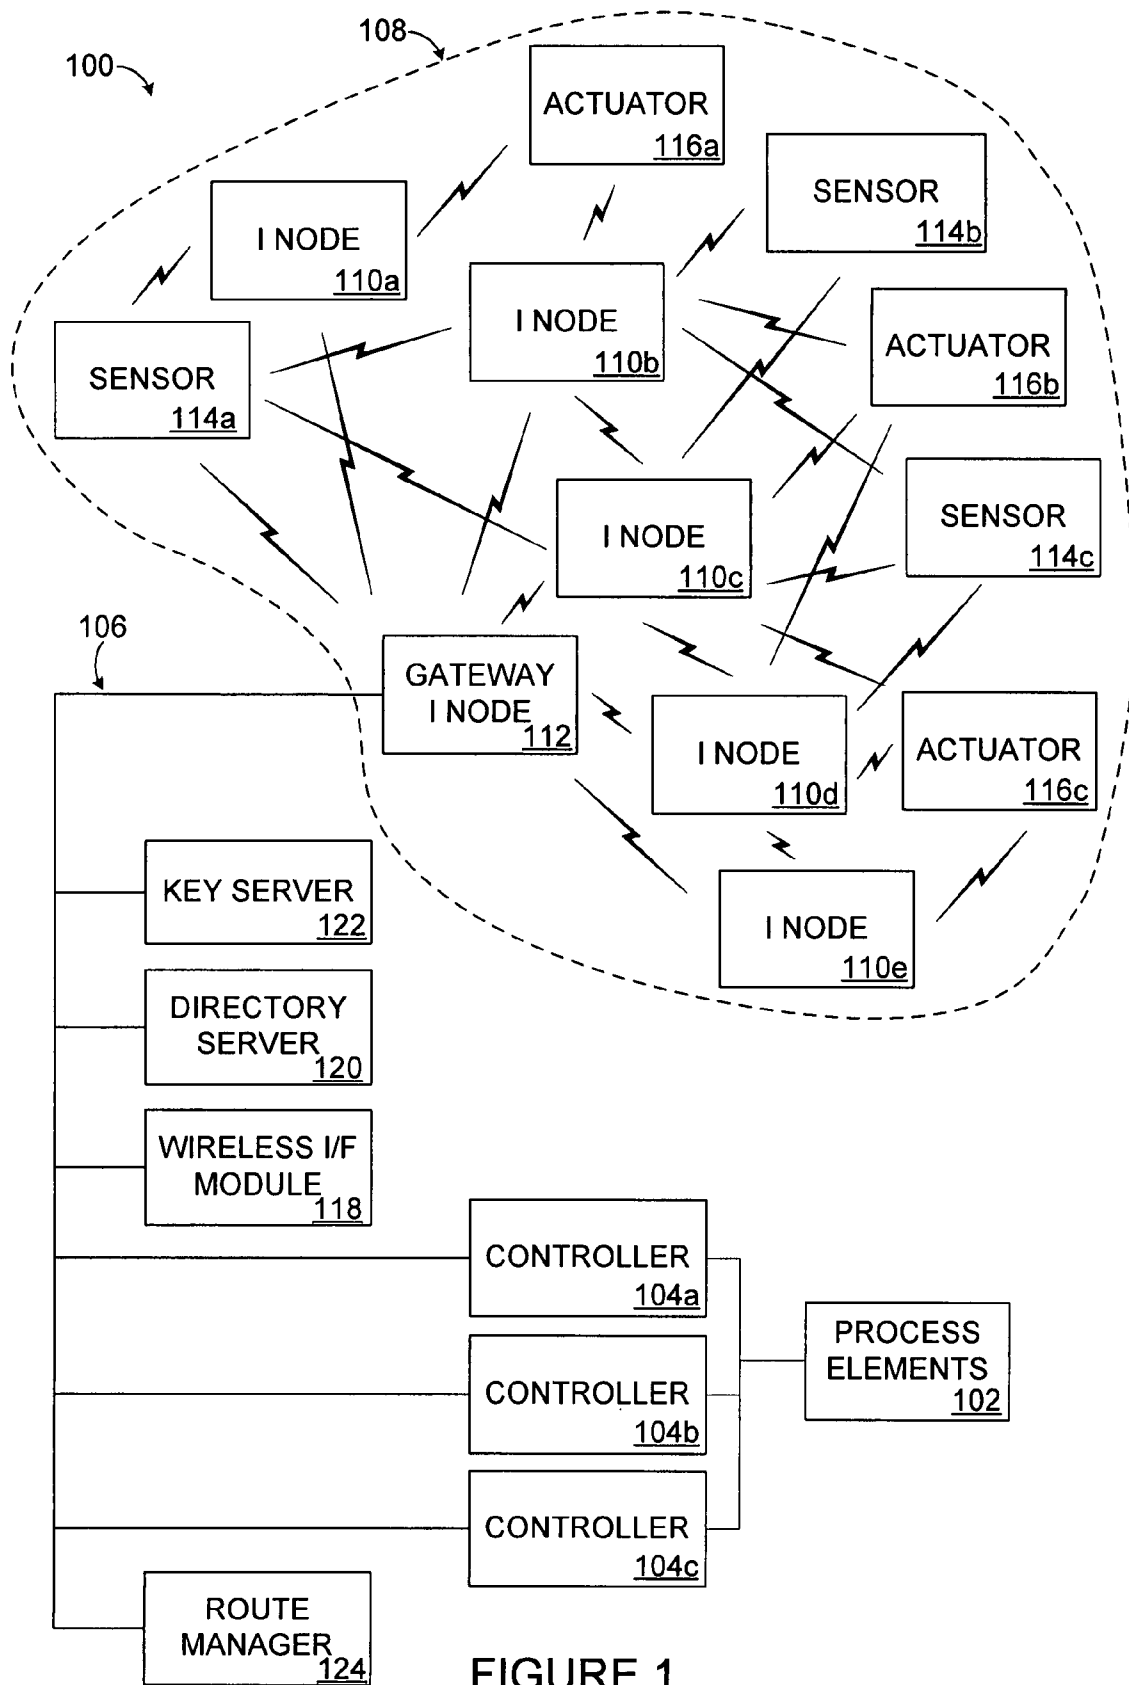 108
100
ACTUATOR
116a
SENSOR
114b
I NODE
110a
I NODE
110b
ACTUATOR
116b
SENSOR
114a
SENSOR
114c
I NODE
110c
106
GATEWAY
I NODE
112
I NODE
110d
ACTUATOR
116c
I NODE
110e
KEY SERVER
122
DIRECTORY
SERVER
120
WIRELESS I/F
MODULE
118
CONTROLLER
104a
PROCESS
ELEMENTS
102
CONTROLLER
104b
CONTROLLER
104c
ROUTE
MANAGER
124
FIGURE 1